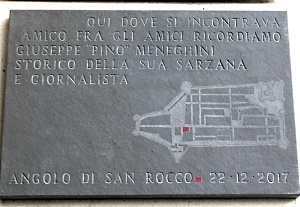 QUI DOVE SI INCONTRAVA
AMICO FRA GLI AMICI RICORDIAMO
GIUSEPPE "PINO" MENEGHINI
STORICO DELLA SUA SARZANA
E GIORNALISTA
ANGOLO DI SAN ROCCO 22-12-2017